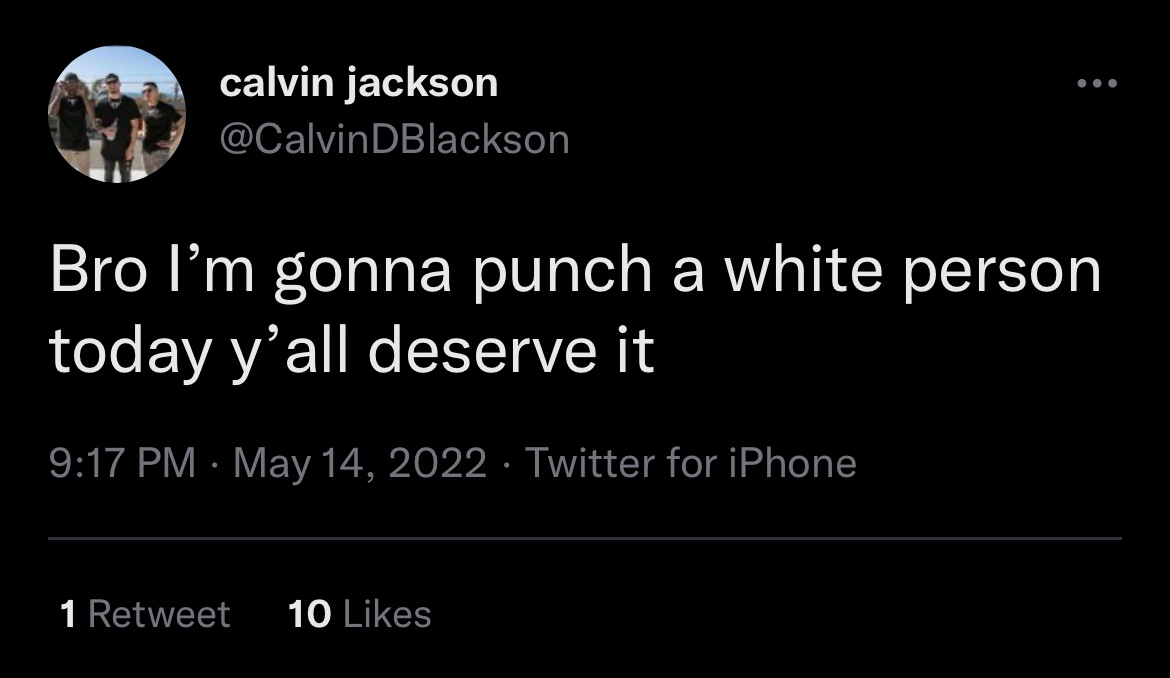 calvin jackson
@CalvinDBlackson
Bro I’m gonna punch a white person
today y’all deserve it
9:17 PM · May 14, 2022 · Twitter for iPhone
1 Retweet 10 Likes